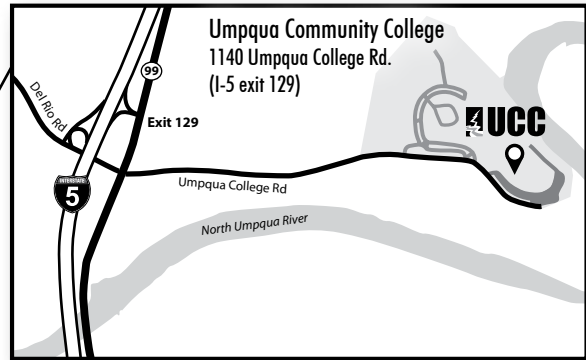 Umpqua Community College
1140 Umpqua College Rd.
(I-5 exit 129)
99
Del Rio Rd
Exit 129
UCC
INTERSTATE
5
Umpqua College Rd
North Umpqua River